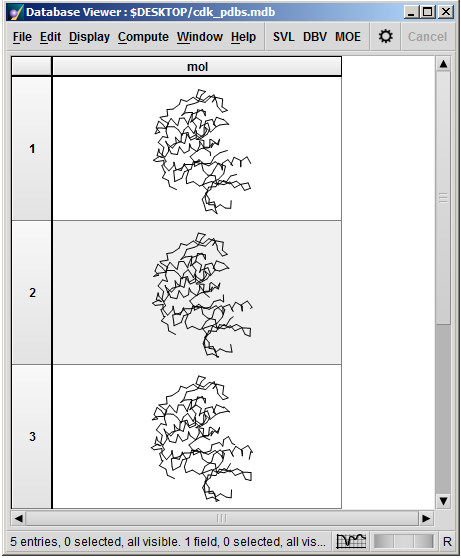 Database Viewer : $DESKTOP/cdk_pdbs.mdb
File Edit Display Compute Window Help SVL DBV MOE Cancel
mol
1
2
3
5 entries, 0 selected, all visible. 1 field, 0 selected, all vis... R